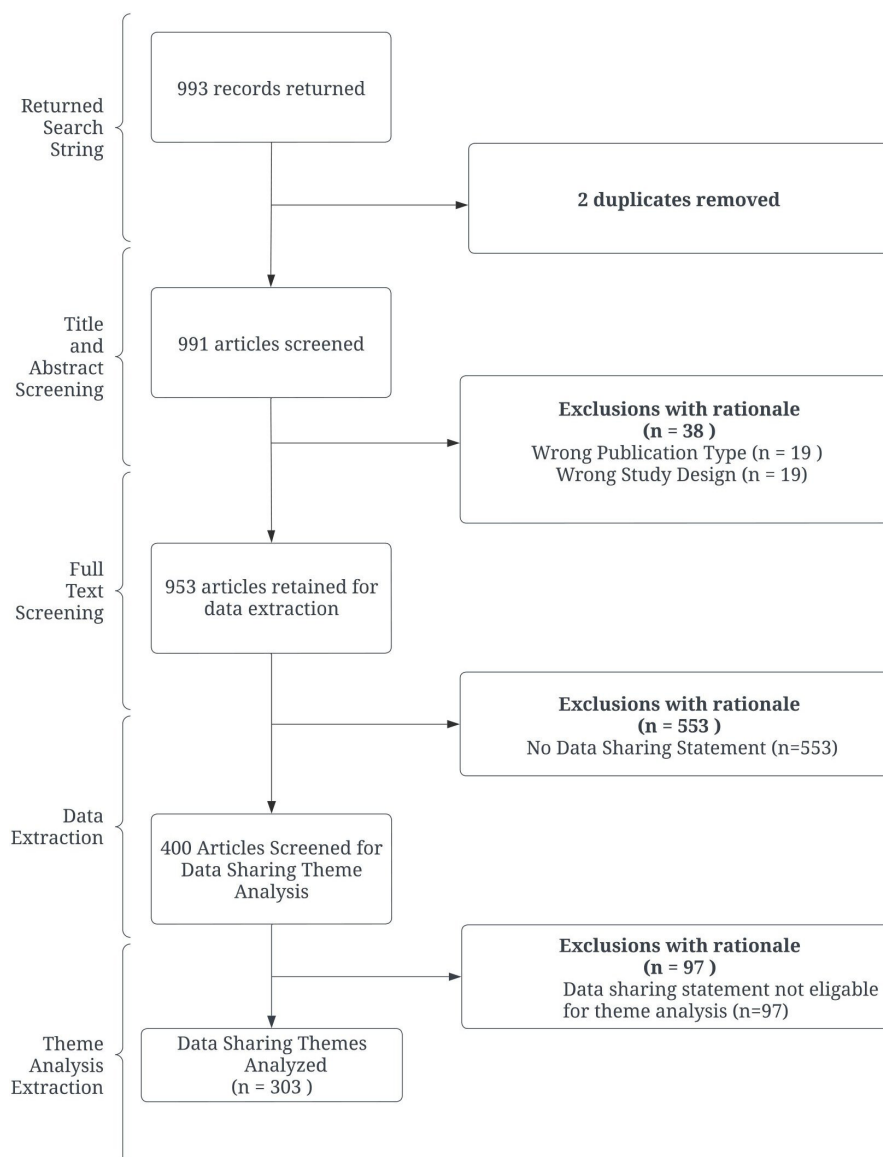 Returned
Search
String
993 records returned
2 duplicates removed
Title
and
Abstract
Screening
991 articles screened
Exclusions with rationale
(n = 38 )
Wrong Publication Type (n = 19 )
Wrong Study Design (n = 19)
Full
Text
Screening
953 articles retained for
data extraction
Exclusions with rationale
(n = 553 )
No Data Sharing Statement (n=553)
Data
Extraction
400 Articles Screened for
Data Sharing Theme
Analysis
Exclusions with rationale
(n = 97 )
Data sharing statement not eligable
for theme analysis (n=97)
Theme
Analysis
Extraction
Data Sharing Themes
Analyzed
(n = 303 )